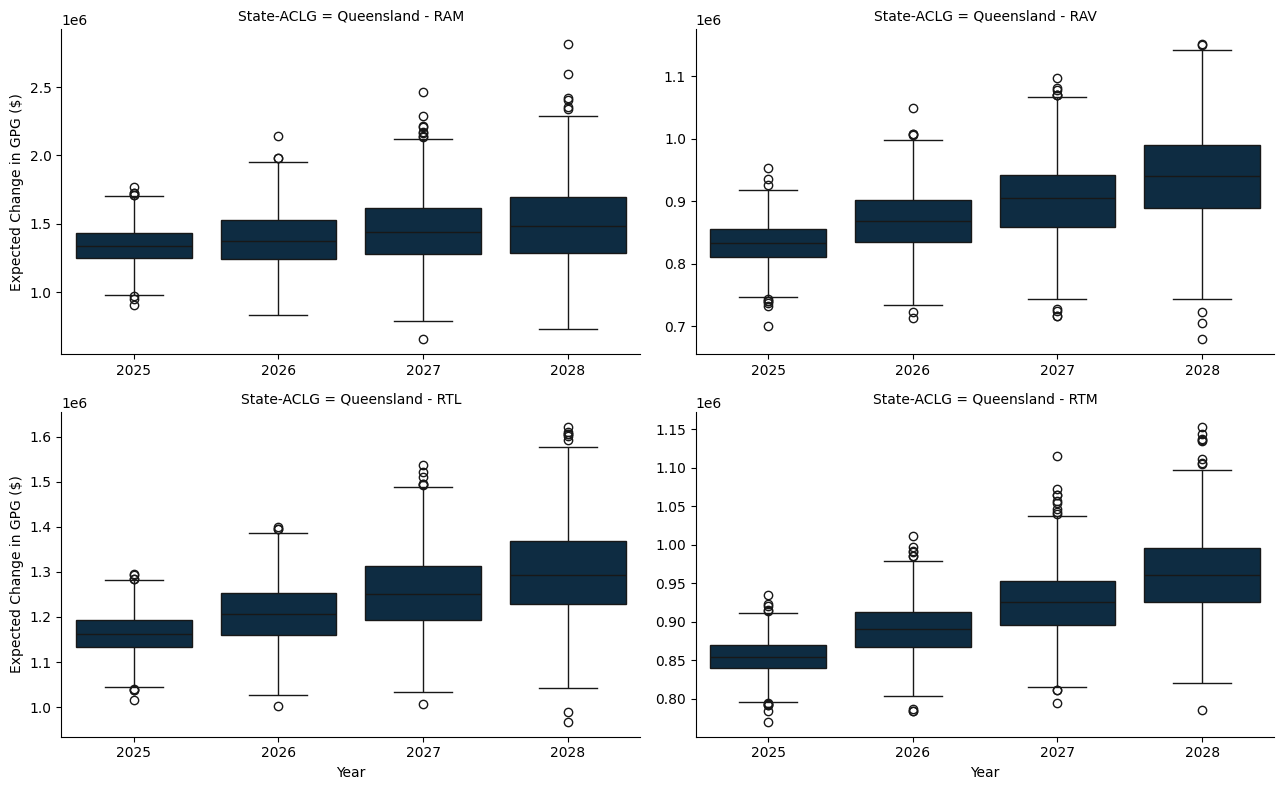 State-ACLG = Queensland - RAM
1e6
Expected Change in GPG ($)
2.5
2.0
1.5
1.0
2025 2026 2027 2028
State-ACLG = Queensland - RAV
1e6
1.1
1.0
0.9
0.8
0.7
2025 2026 2027 2028
State-ACLG = Queensland - RTL
1e6
Expected Change in GPG ($)
1.6
1.5
1.4
1.3
1.2
1.1
1.0
2025 2026 2027 2028
Year
State-ACLG = Queensland - RTM
1e6
1.15
1.10
1.05
1.00
0.95
0.90
0.85
0.80
2025 2026 2027 2028
Year